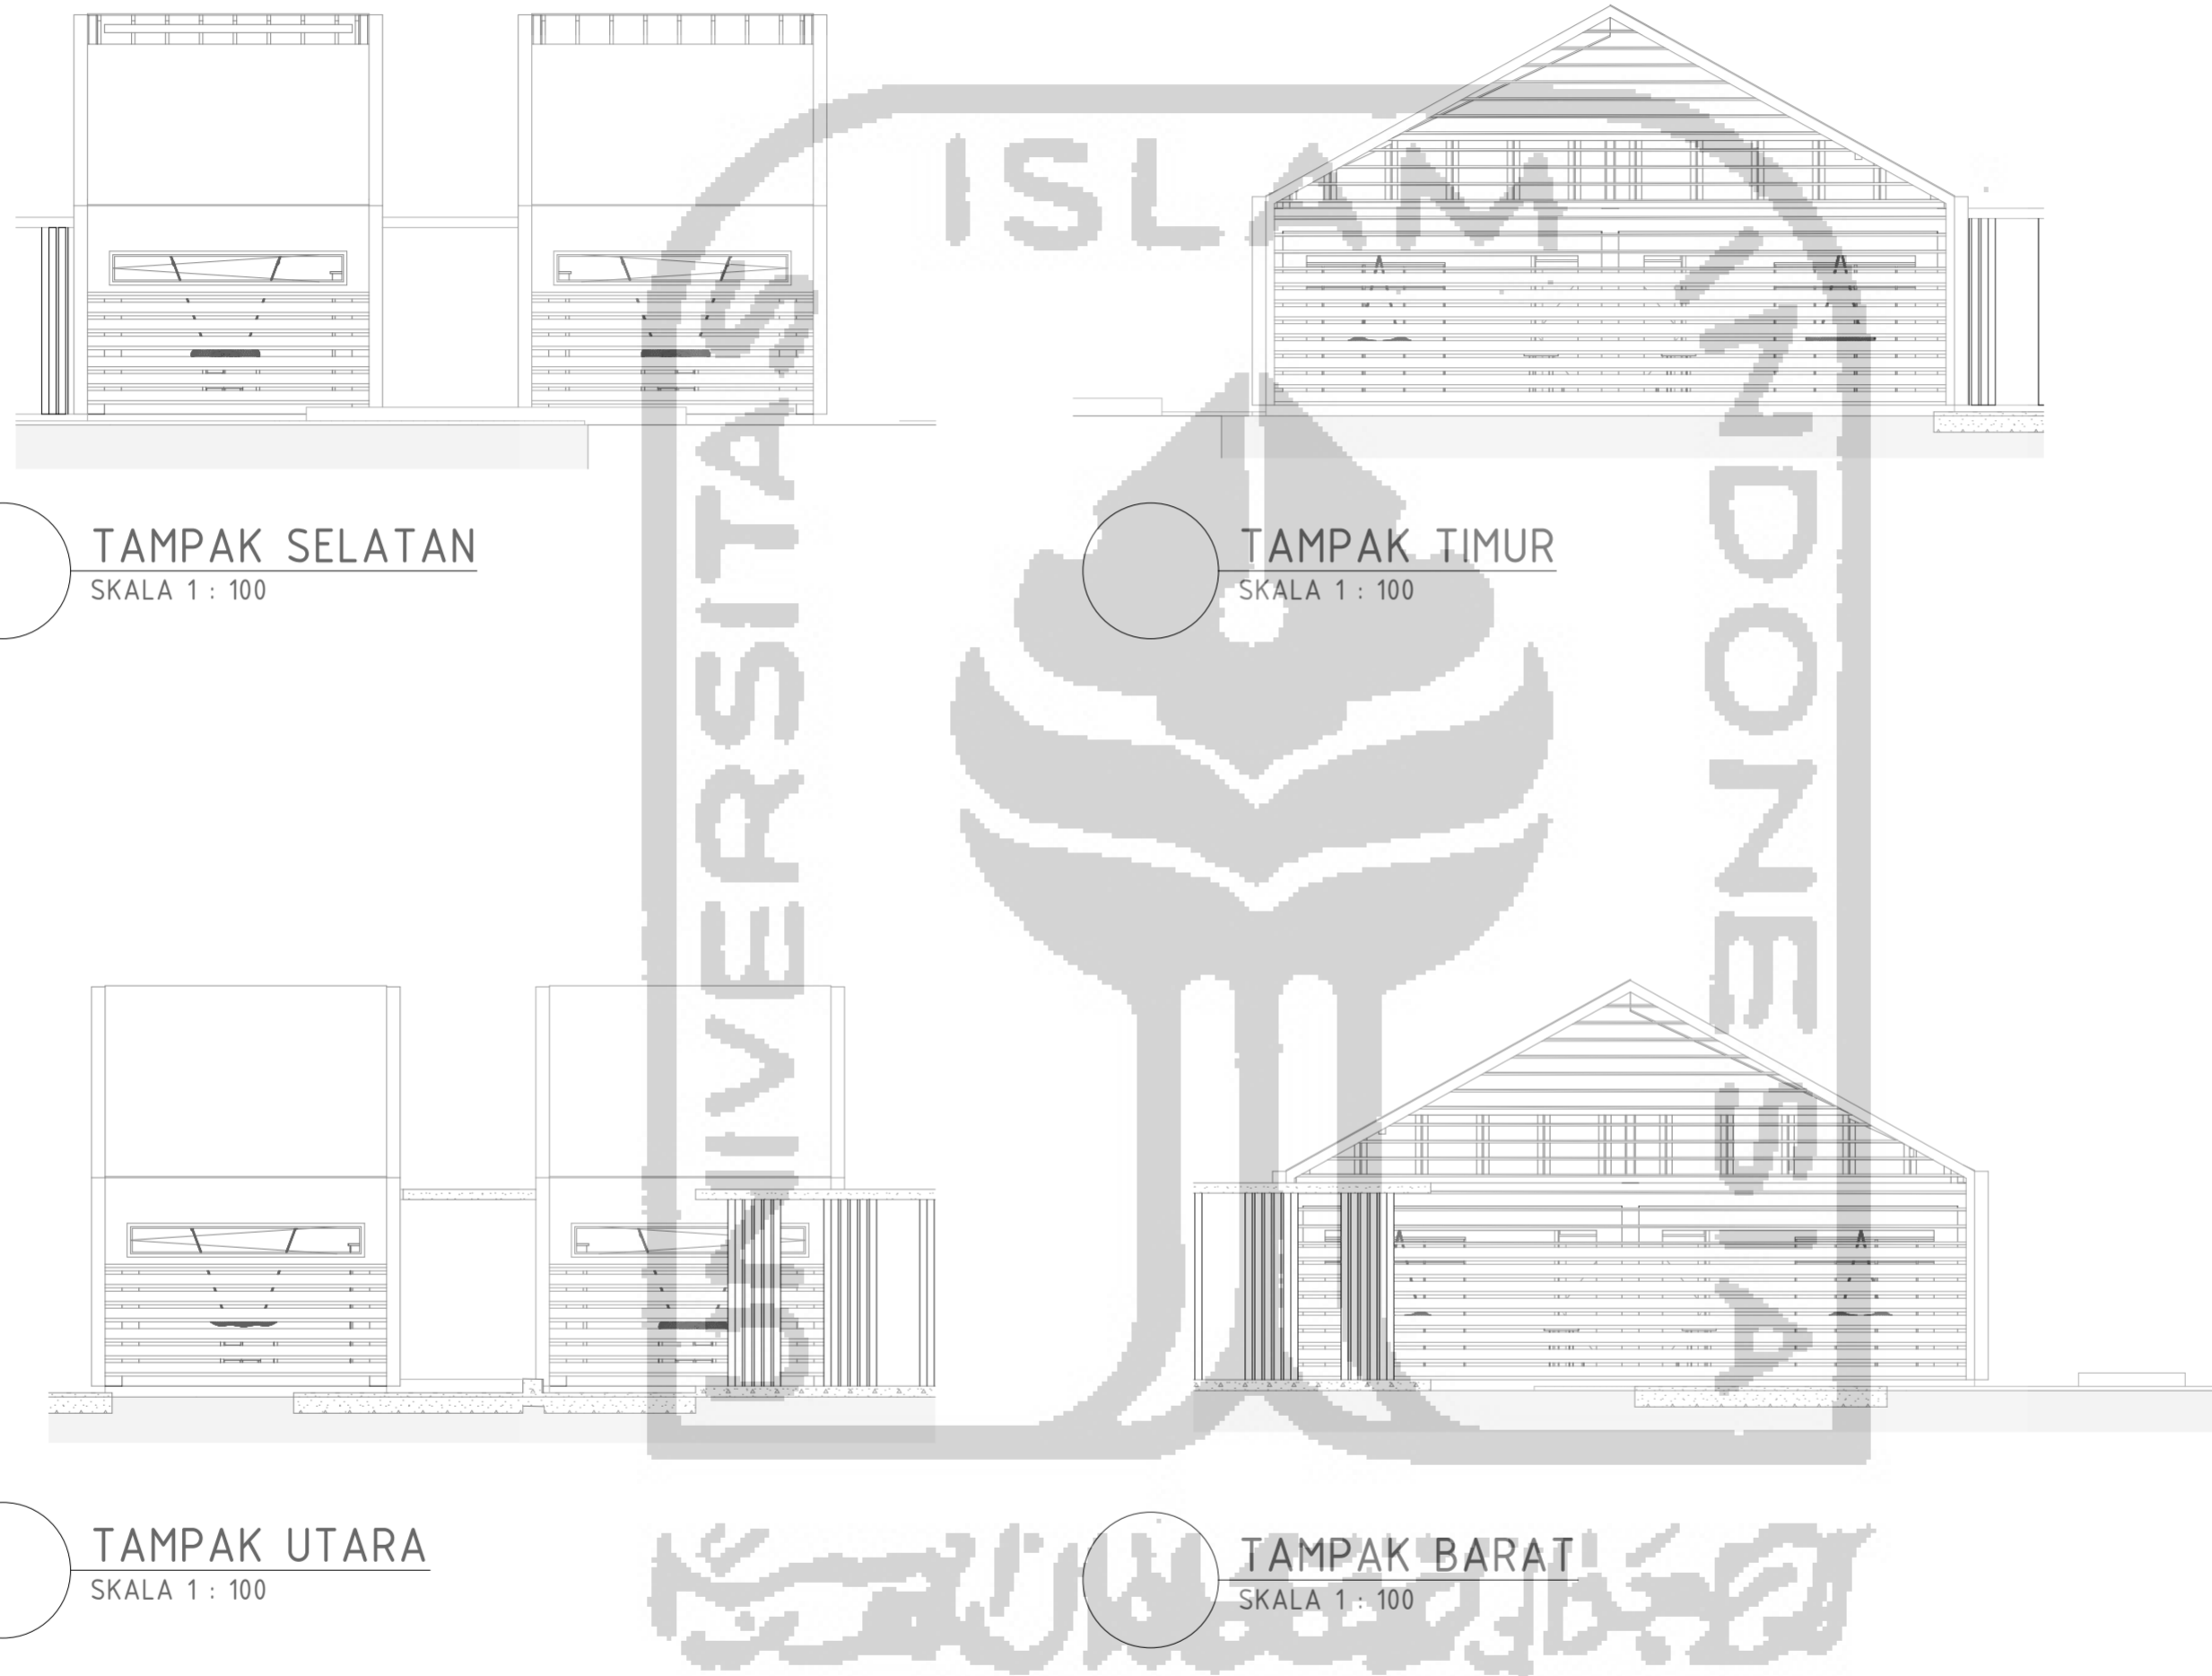 ISLAM
UNIVERSITAS
INDONESIA
TAMPAK SELATAN
SKALA 1 : 100
TAMPAK TIMUR
SKALA 1 : 100
TAMPAK UTARA
SKALA 1 : 100
TAMPAK BARAT
SKALA 1 : 100